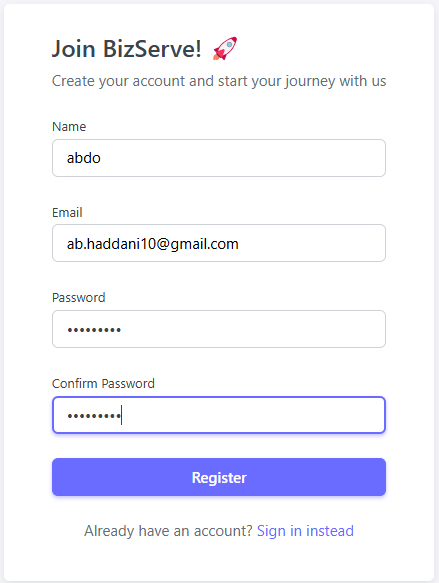 Join BizServe! 🚀
Create your account and start your journey with us
Name
abdo
Email
ab.haddani10@gmail.com
Password
•••••••••
Confirm Password
•••••••••
Register
Already have an account? Sign in instead